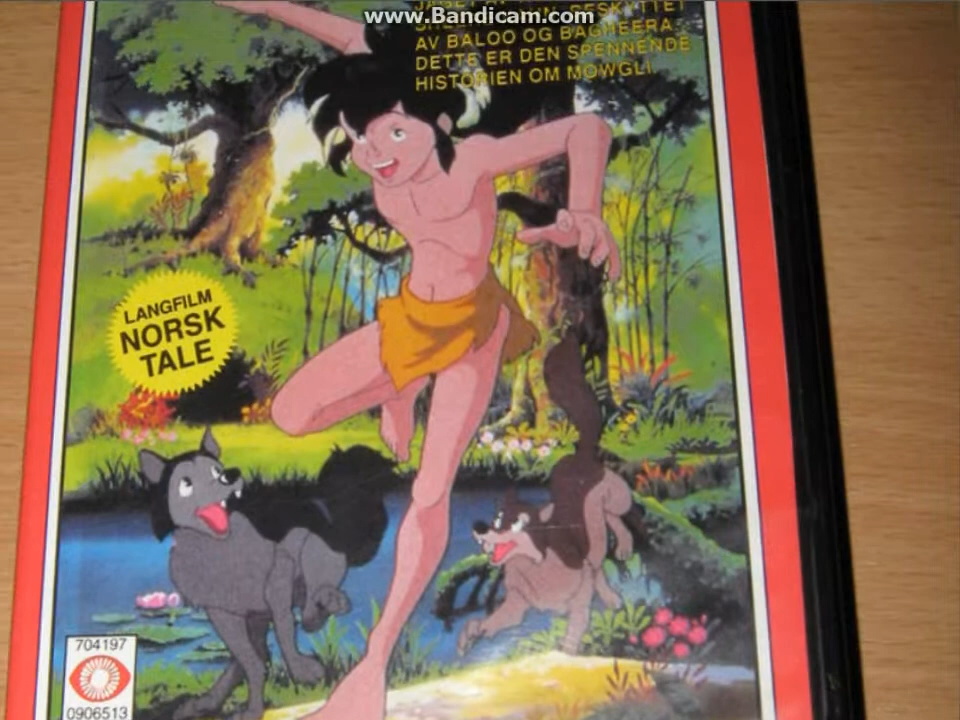 www.Bandicam.com
BESKYTTET
AV BALOO OG BAGHEERA.
DETTE ER DEN SPENNENDE
HISTORIEN OM MOWGLI.
LANGFILM
NORSK
TALE
704197
0906513